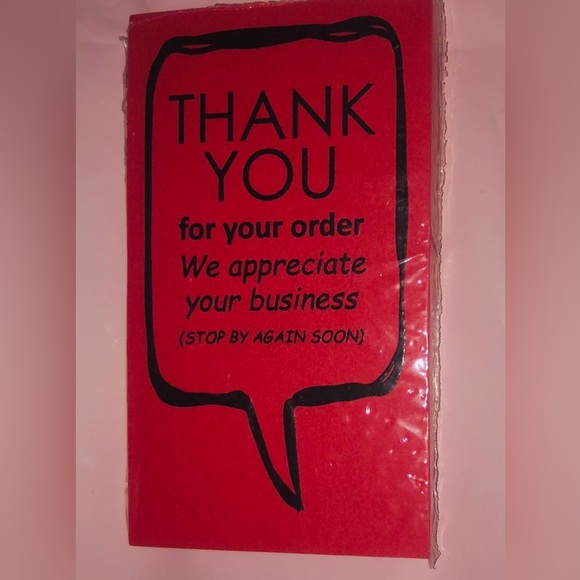 THANK
YOU
for your order
We appreciate
your business
(STOP BY AGAIN SOON)